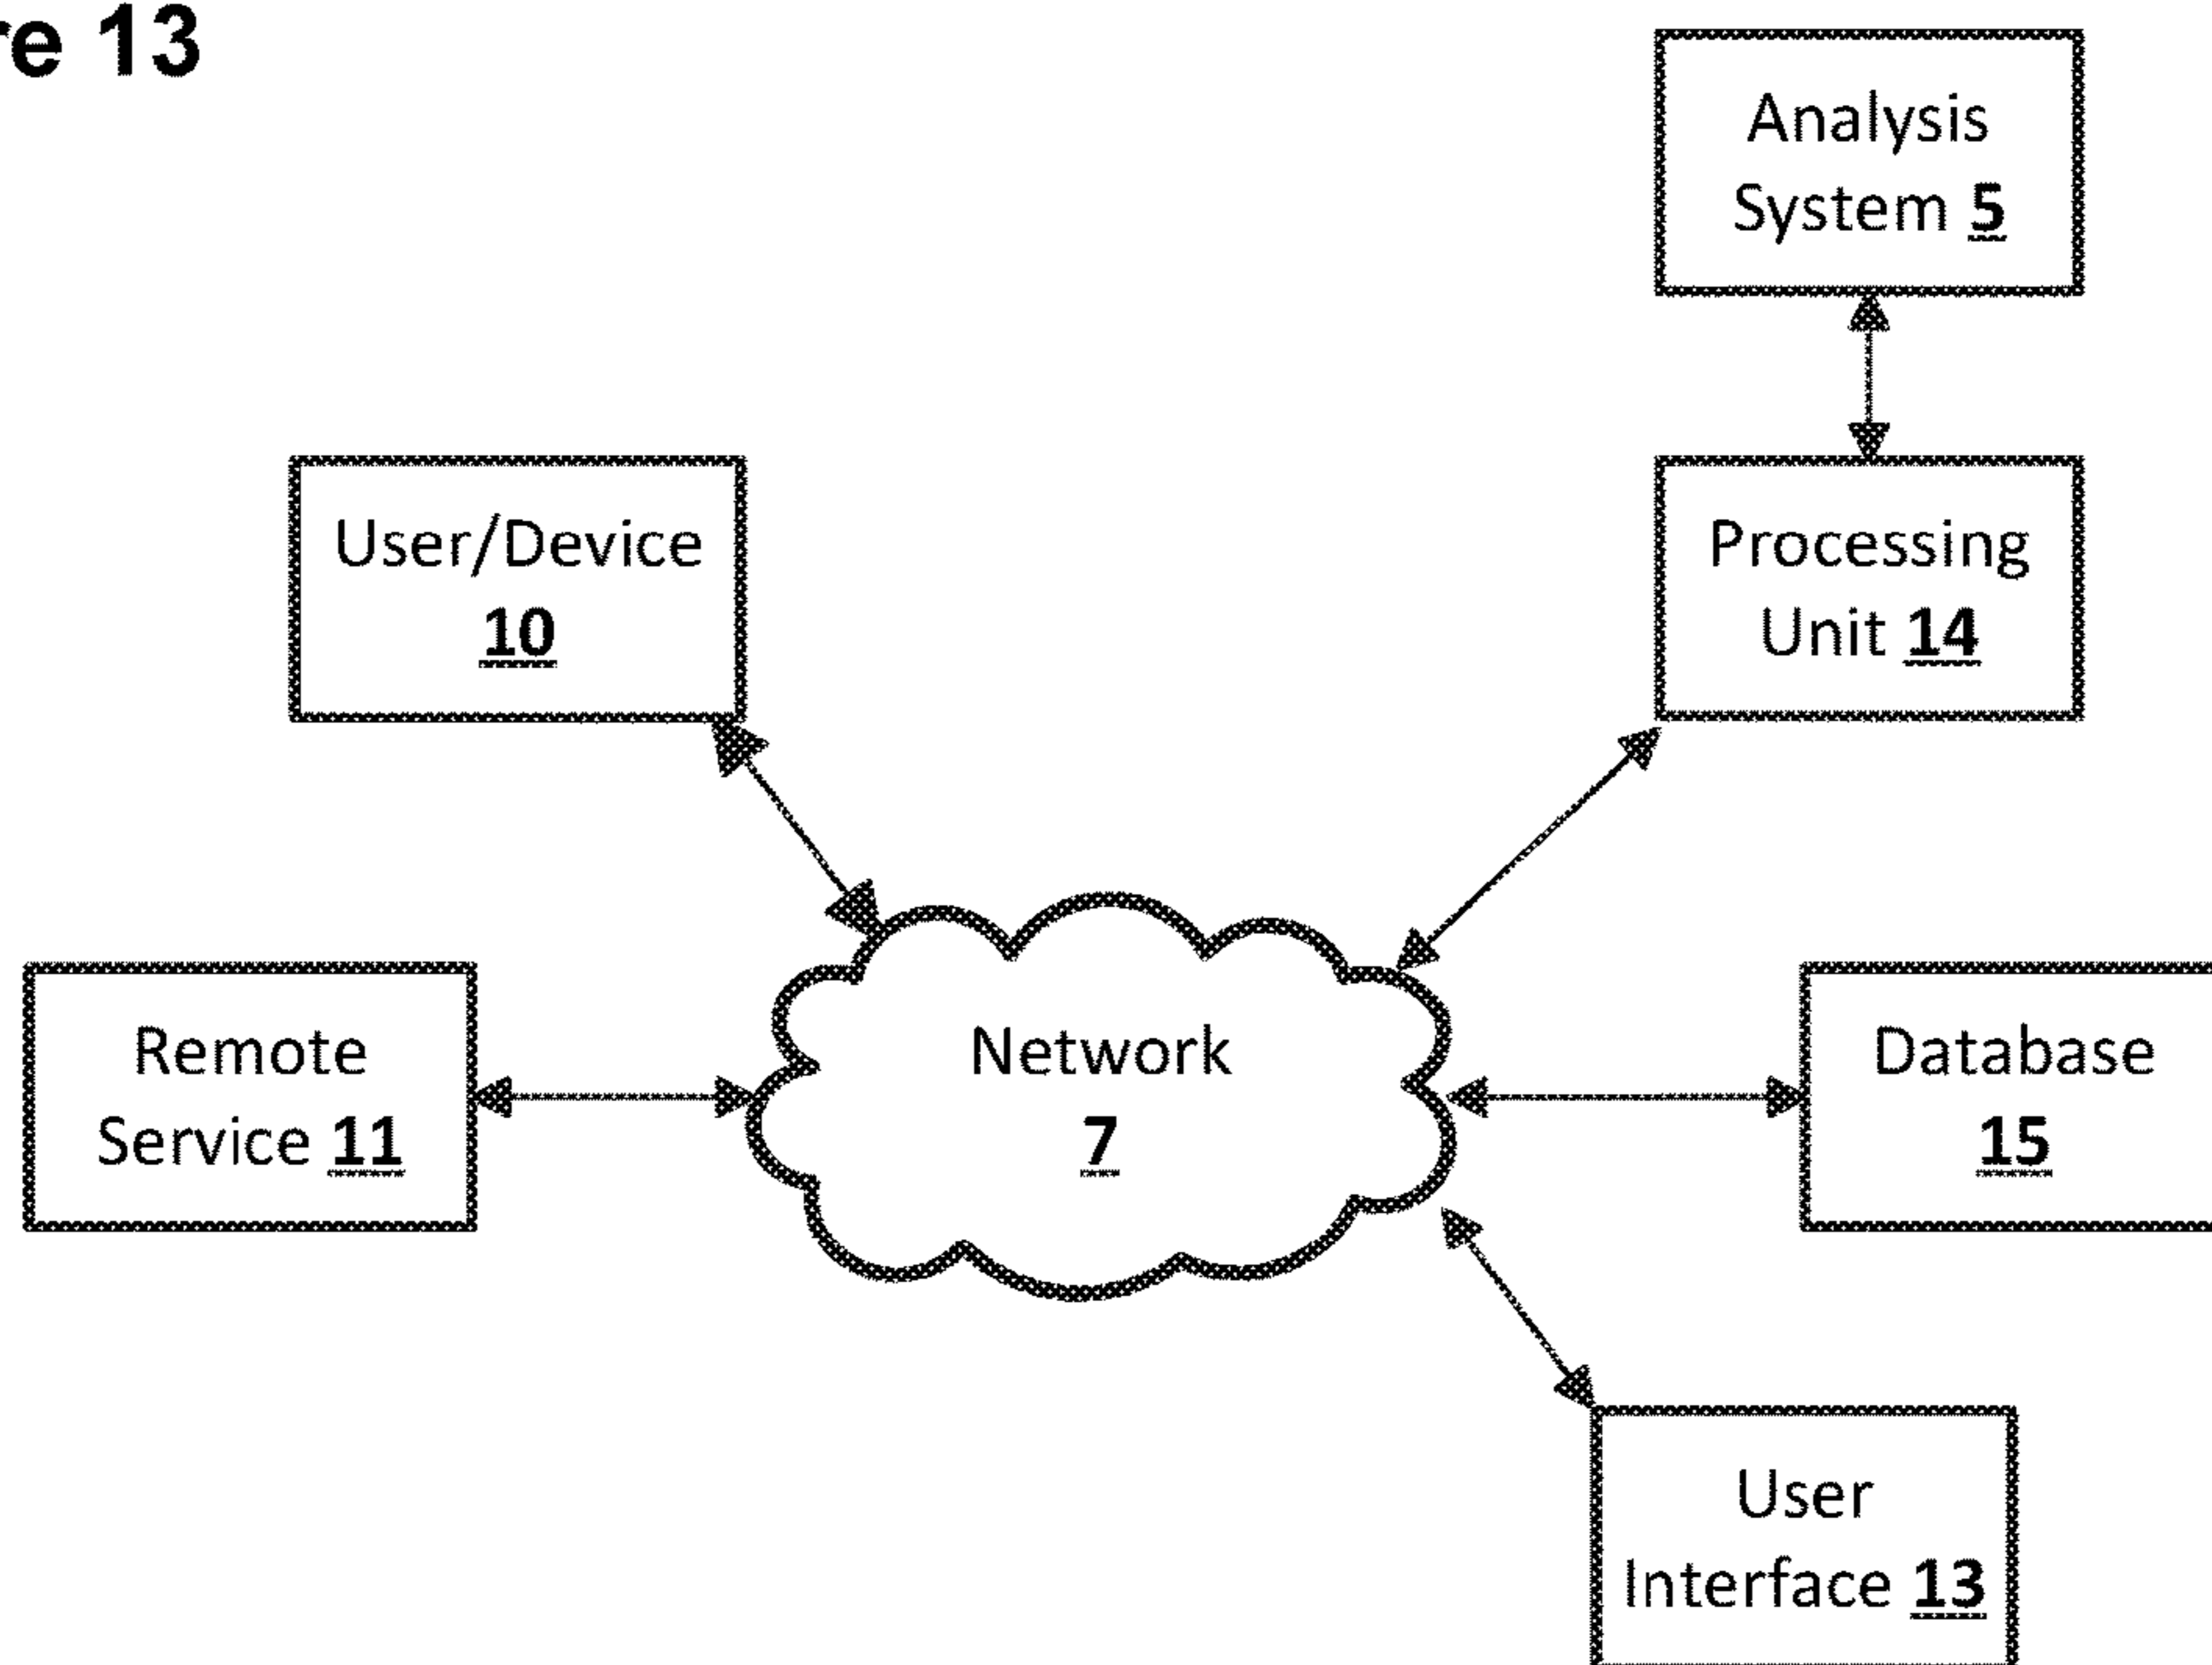 re 13
Analysis
System 5
User/Device
10
Processing
Unit 14
Remote
Service 11
Network
7
Database
15
User
Interface 13